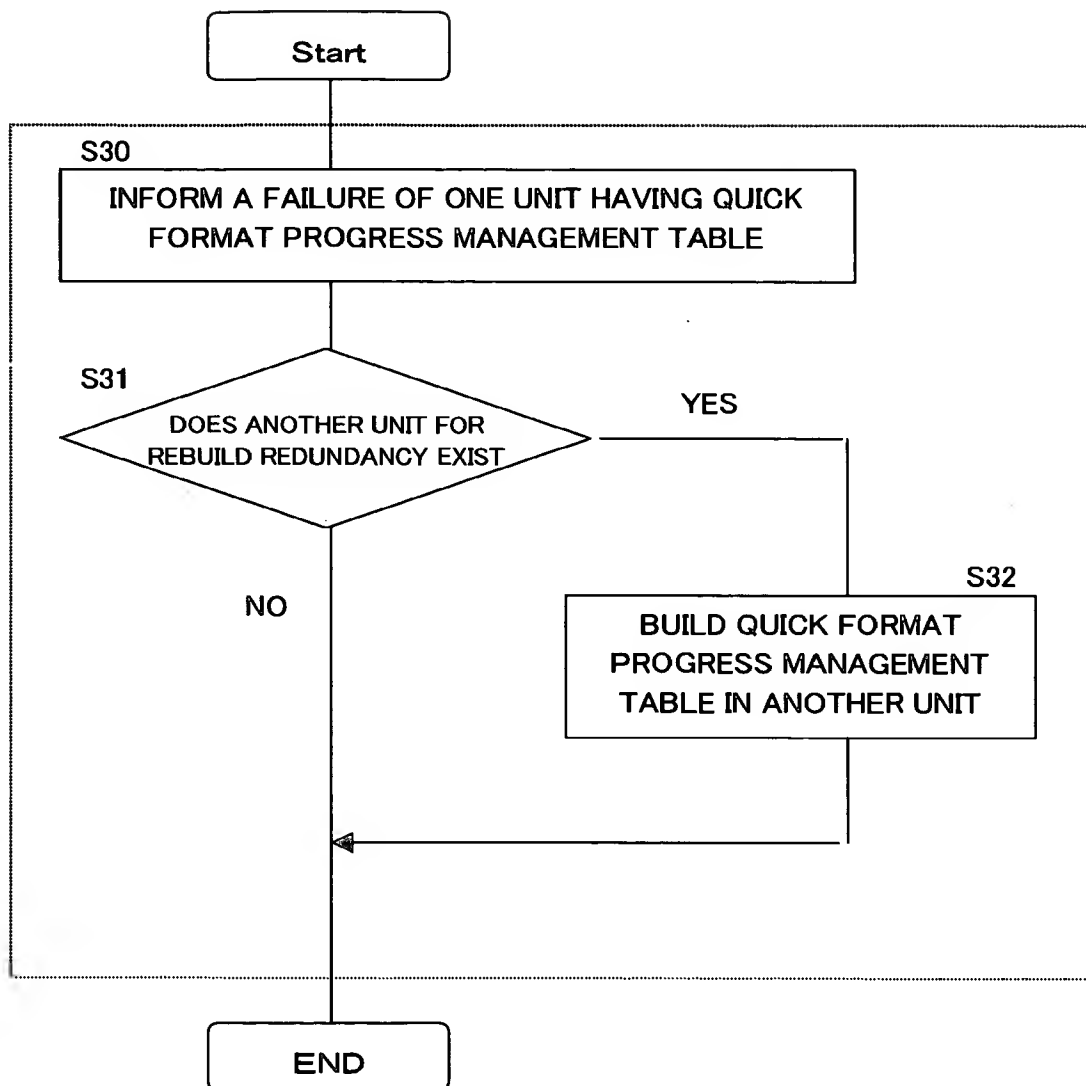 Start
S30
INFORM A FAILURE OF ONE UNIT HAVING QUICK
FORMAT PROGRESS MANAGEMENT TABLE
S31
DOES ANOTHER UNIT FOR
REBUILD REDUNDANCY EXIST
YES
NO
S32
BUILD QUICK FORMAT
PROGRESS MANAGEMENT
TABLE IN ANOTHER UNIT
END